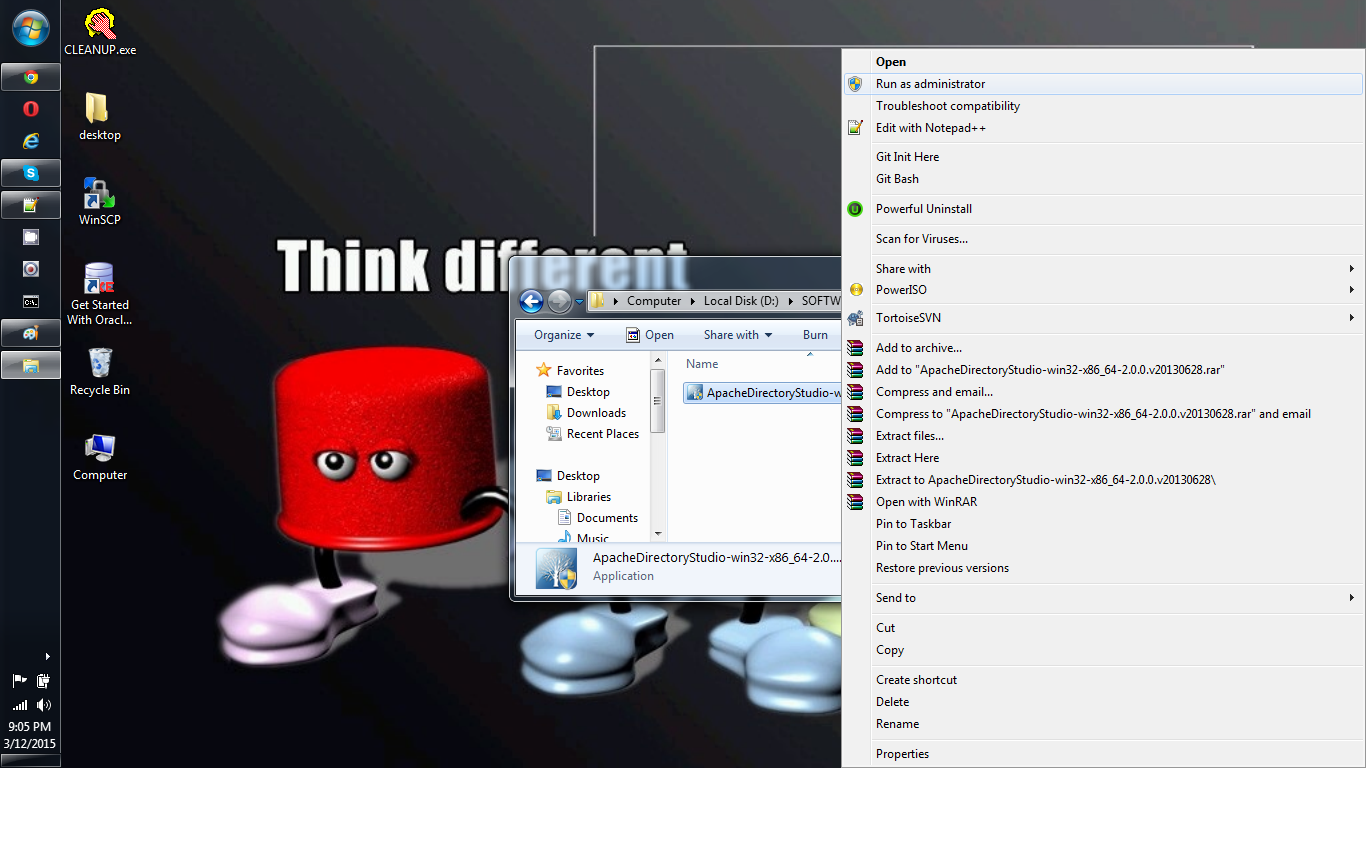 CLEANUP.exe
desktop
WinSCP
Get Started
With Oracl...
Recycle Bin
Computer
9:05 PM
3/12/2015
Think different
Computer
Local Disk (D:)
SOFTW
Organize
Open
Share with
Burn
Favorites
Desktop
Downloads
Recent Places
Desktop
Libraries
Documents
Music
Name
ApacheDirectoryStudio-w
ApacheDirectoryStudio-win32-x86_64-2.0....
Application
Open
Run as administrator
Troubleshoot compatibility
Edit with Notepad++
Git Init Here
Git Bash
Powerful Uninstall
Scan for Viruses...
Share with
PowerISO
TortoiseSVN
Add to archive...
Add to "ApacheDirectoryStudio-win32-x86_64-2.0.0.v20130628.rar"
Compress and email...
Compress to "ApacheDirectoryStudio-win32-x86_64-2.0.0.v20130628.rar" and email
Extract files...
Extract Here
Extract to ApacheDirectoryStudio-win32-x86_64-2.0.0.v20130628\
Open with WinRAR
Pin to Taskbar
Pin to Start Menu
Restore previous versions
Send to
Cut
Copy
Create shortcut
Delete
Rename
Properties